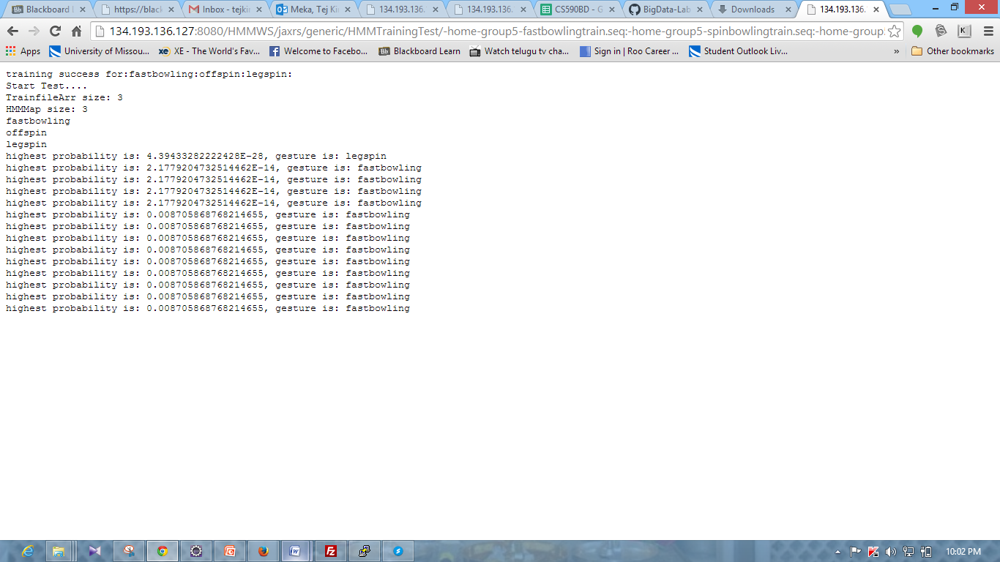 Blackboard L
https://blac
Inbox - tejkir
Meka, Tej Ki
134.193.136.
134.193.136.
CS590BD - G
BigData-Lab
Downloads
134.193.136.
134.193.136.127:8080/HMMWS/jaxrs/generic/HMMTrainingTest/-home-group5-fastbowlingtrain.seq:-home-group5-spinbowlingtrain.seq:-home-group
Apps
University of Missou...
XE - The World's Fav...
Welcome to Facebo...
Blackboard Learn
Watch telugu tv cha...
Sign in | Roo Career ...
Student Outlook Liv...
»
Other bookmarks
training success for:fastbowling:offspin:legspin:
Start Test....
TrainfileArr size: 3
HMMMap size: 3
fastbowling
offspin
legspin
highest probability is: 4.39433282222428E-28, gesture is: legspin
highest probability is: 2.1779204732514462E-14, gesture is: fastbowling
highest probability is: 2.1779204732514462E-14, gesture is: fastbowling
highest probability is: 2.1779204732514462E-14, gesture is: fastbowling
highest probability is: 2.1779204732514462E-14, gesture is: fastbowling
highest probability is: 0.008705868768214655, gesture is: fastbowling
highest probability is: 0.008705868768214655, gesture is: fastbowling
highest probability is: 0.008705868768214655, gesture is: fastbowling
highest probability is: 0.008705868768214655, gesture is: fastbowling
highest probability is: 0.008705868768214655, gesture is: fastbowling
highest probability is: 0.008705868768214655, gesture is: fastbowling
highest probability is: 0.008705868768214655, gesture is: fastbowling
highest probability is: 0.008705868768214655, gesture is: fastbowling
highest probability is: 0.008705868768214655, gesture is: fastbowling
10:02 PM